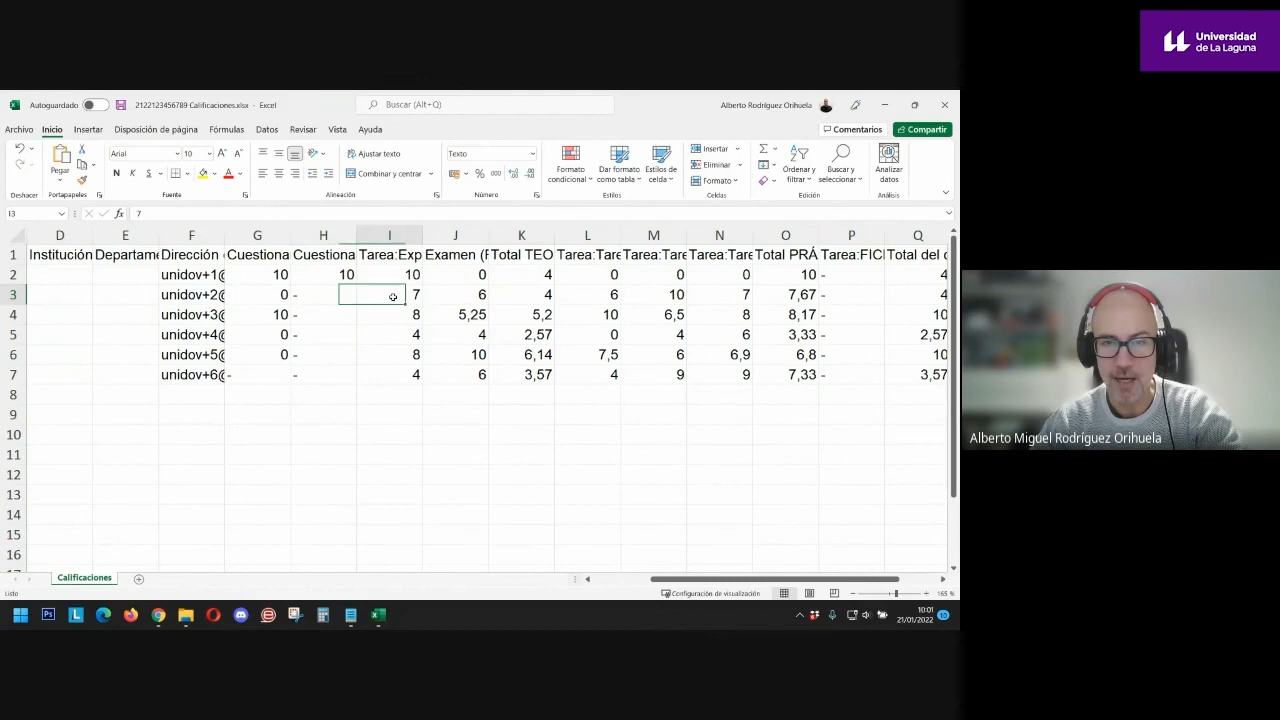 Universidad
de La Laguna
Autoguardado
2122123456789 Calificaciones.xlsx - Excel
Buscar (Alt+Q)
Alberto Rodríguez Orihuela
Archivo Inicio Insertar Disposición de página Fórmulas Datos Revisar Vista Ayuda
Comentarios Compartir
Pegar
Arial 10
N K S
Ajustar texto
Combinar y centrar
Texto
% 000
Formato condicional
Dar formato como tabla
Estilos de celda
Insertar
Eliminar
Formato
Ordenar y filtrar
Buscar y seleccionar
Analizar datos
Deshacer Portapapeles Fuente Alineación Número Estilos Celdas Edición Análisis
I3 fx 7
D E F G H I J K L M N O P Q
1 Institución Departame Dirección Cuestiona Cuestiona Tarea:Exp Examen (F Total TEO Tarea:Tare Tarea:Tare Tarea:Tare Total PRÁ Tarea:FICI Total del c
2 unidov+1@ 10 10 10 0 4 0 0 0 10 - 4
3 unidov+2@ 0 - 7 6 4 6 10 7 7,67 - 4
4 unidov+3@ 10 - 8 5,25 5,2 10 6,5 8 8,17 - 10
5 unidov+4@ 0 - 4 4 2,57 0 4 6 3,33 - 2,57
6 unidov+5@ 0 - 8 10 6,14 7,5 6 6,9 6,8 - 10
7 unidov+6@ - - 4 6 3,57 4 9 9 7,33 - 3,57
8
9
10
11
12
13
14
15
16
Calificaciones
Listo
Configuración de visualización
165 %
10:01
21/01/2022
Alberto Miguel Rodríguez Orihuela